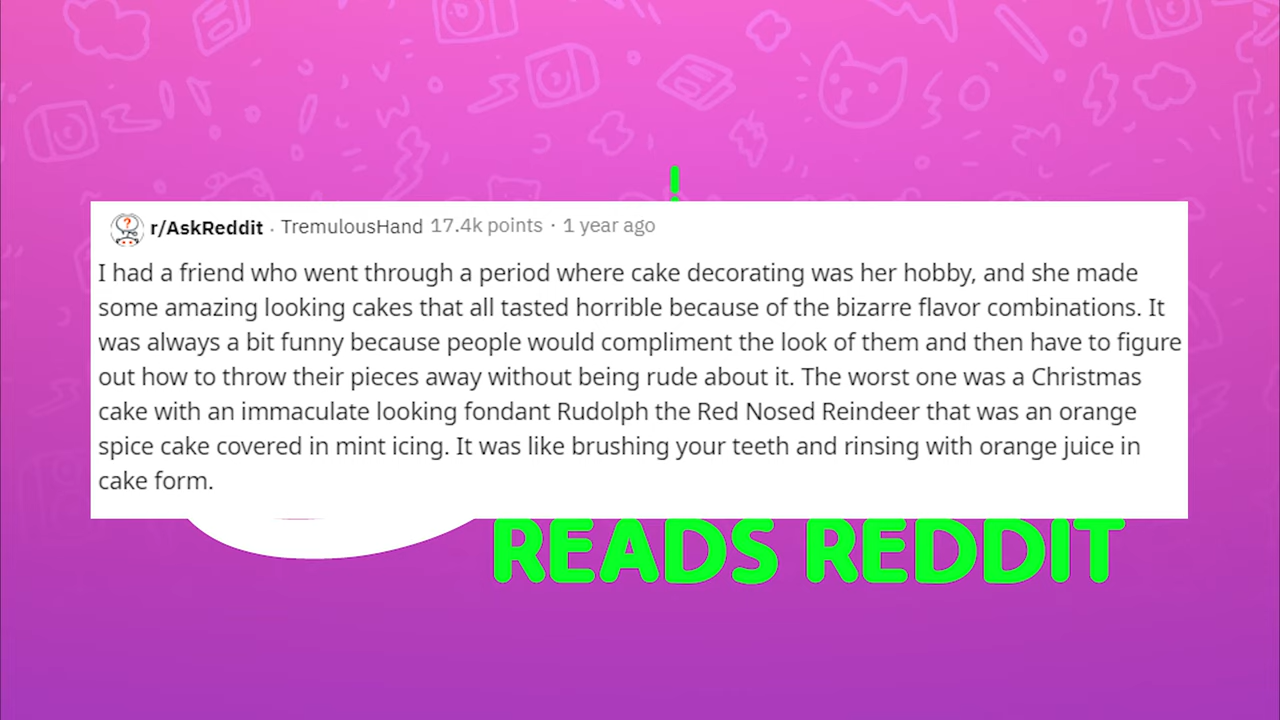 r/AskReddit · TremulousHand 17.4k points · 1 year ago
I had a friend who went through a period where cake decorating was her hobby, and she made
some amazing looking cakes that all tasted horrible because of the bizarre flavor combinations. It
was always a bit funny because people would compliment the look of them and then have to figure
out how to throw their pieces away without being rude about it. The worst one was a Christmas
cake with an immaculate looking fondant Rudolph the Red Nosed Reindeer that was an orange
spice cake covered in mint icing. It was like brushing your teeth and rinsing with orange juice in
cake form.
READS REDDIT